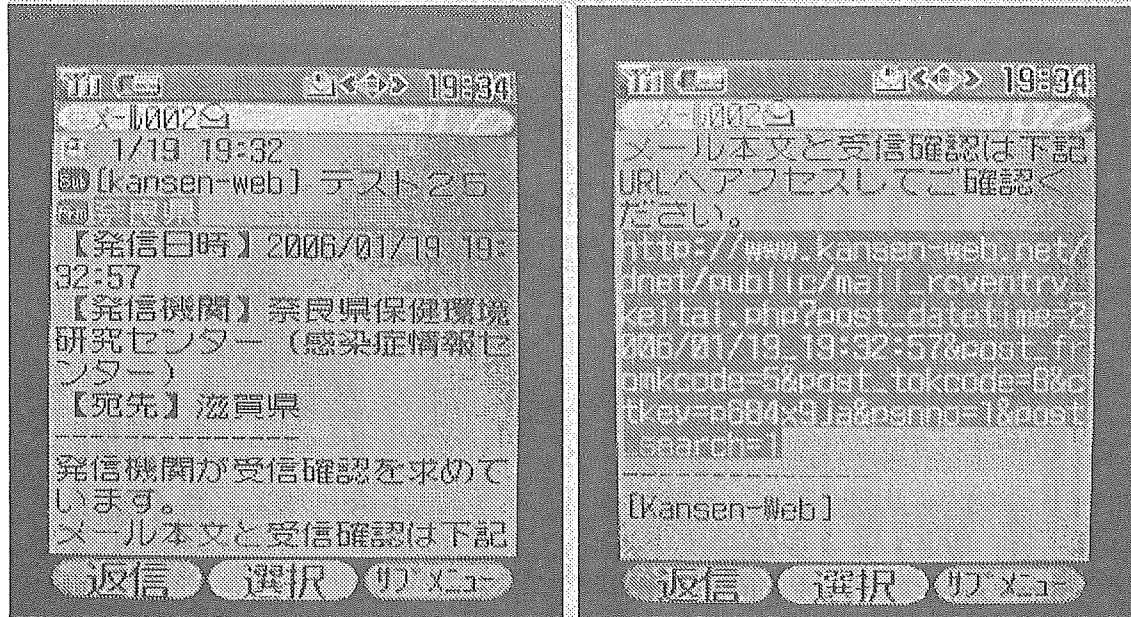 19:34
メール002
1/19 19:32
[kansen-web] テスト25
奈良県
【発信日時】2006/01/19 19:
32:57
【発信機関】奈良県保健環境
研究センター（感染症情報セ
ンター）
【宛先】滋賀県
---------------
発信機関が受信確認を求めて
います。
メール本文と受信確認は下記
返信 選択 ｻﾌﾞﾒﾆｭｰ
19:34
メール002
メール本文と受信確認は下記
URLへアクセスしてご確認く
ださい。
http://www.kansen-web.net/
keitai.php?post_datetime=2
006/01/19_19:32:57&post_fr
omkcode=5&post_tokcode=8&c
_search=1
---------------
[Kansen-Web]
返信 選択 ｻﾌﾞﾒﾆｭｰ